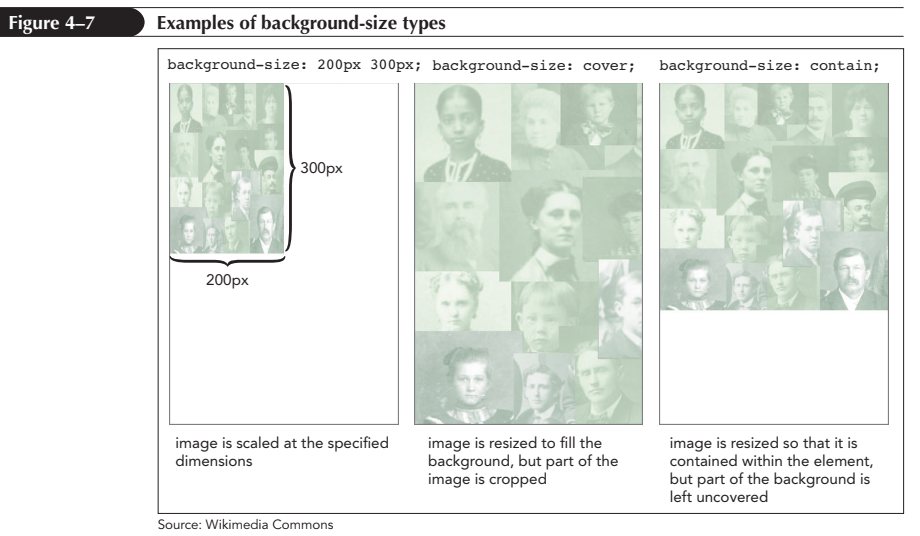 Figure 4–7 Examples of background-size types
background-size: 200px 300px; background-size: cover; background-size: contain;
300px
200px
image is scaled at the specified
dimensions
image is resized to fill the
background, but part of the
image is cropped
image is resized so that it is
contained within the element,
but part of the background is
left uncovered
Source: Wikimedia Commons